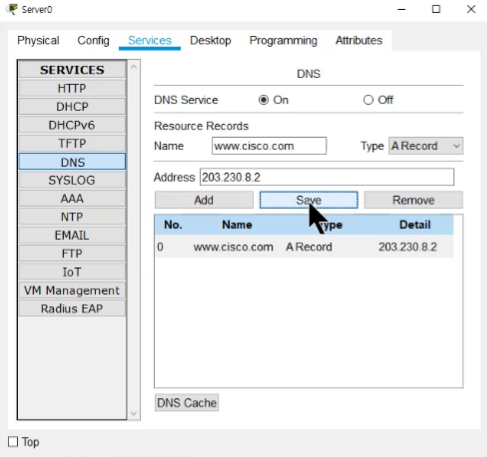 Server0
Physical Config Services Desktop Programming Attributes
SERVICES
HTTP
DHCP
DHCPv6
TFTP
DNS
SYSLOG
AAA
NTP
EMAIL
FTP
IoT
VM Management
Radius EAP
DNS
DNS Service On Off
Resource Records
Name www.cisco.com Type A Record
Address 203.230.8.2
Add Save Remove
No. Name Type Detail
0 www.cisco.com A Record 203.230.8.2
DNS Cache
Top